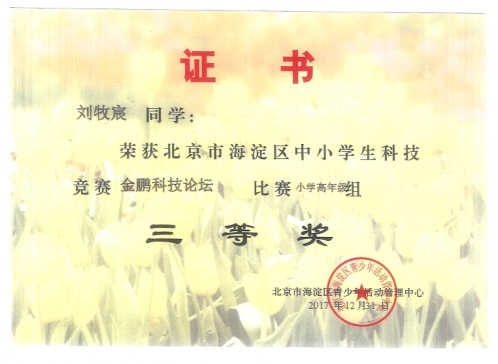 证书
刘牧宸 同学：
荣获北京市海淀区中小学生科技
竞赛 金鹏科技论坛 比赛 小学高年级 组
三等奖
北京市海淀区青少年活动管理中心
2017年12月31日